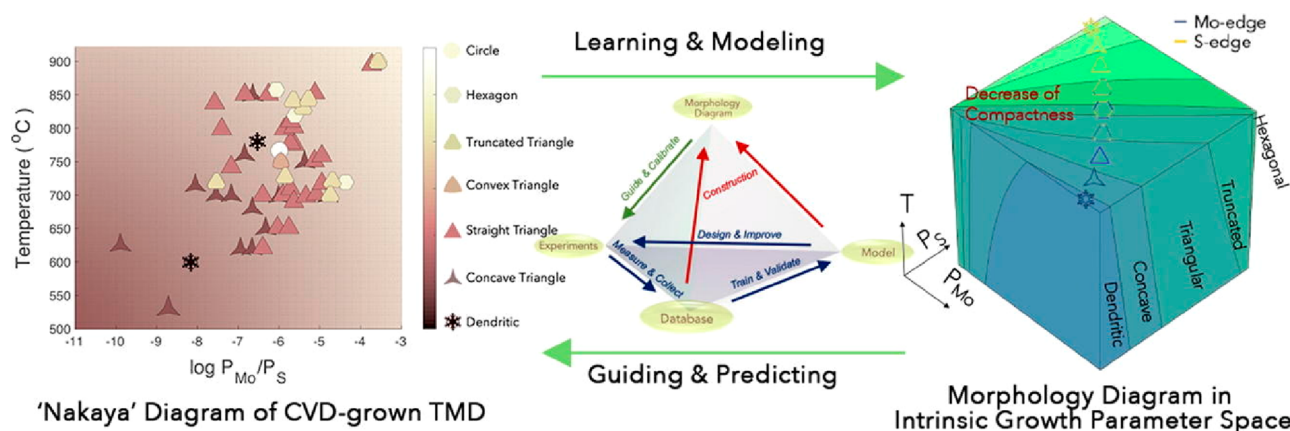 Learning & Modeling
Temperature (°C)
900
850
800
750
700
650
600
550
500
-11
-10
-9
-8
-7
-6
-5
-4
-3
log P_Mo/P_S
Circle
Hexagon
Truncated Triangle
Convex Triangle
Straight Triangle
Concave Triangle
Dendritic
'Nakaya' Diagram of CVD-grown TMD
Morphology
Diagram
Guide & Calibrate
Construction
Experiments
Design & Improve
Model
Measure & Collect
Train & Validate
Database
Guiding & Predicting
Mo-edge
S-edge
Decrease of
Compactness
Hexagonal
Truncated
Triangular
Concave
Dendritic
T
P_S
P_Mo
Morphology Diagram in
Intrinsic Growth Parameter Space